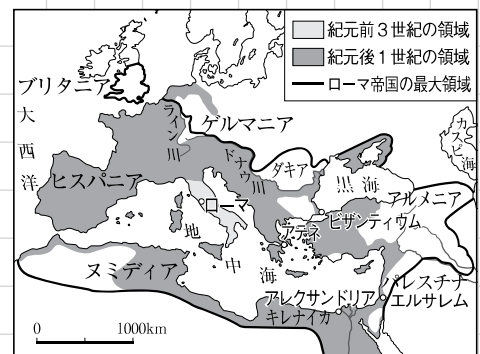 紀元前3世紀の領域
紀元後1世紀の領域
ローマ帝国の最大領域
ブリタニア
大西洋
ライン川
ゲルマニア
カスピ海
ドナウ川
ダキア
黒海
ヒスパニア
ローマ
アルメニア
ビザンティウム
アテネ
地中海
ヌミディア
パレスチナ
アレクサンドリア
エルサレム
キレナイカ
0 1000km